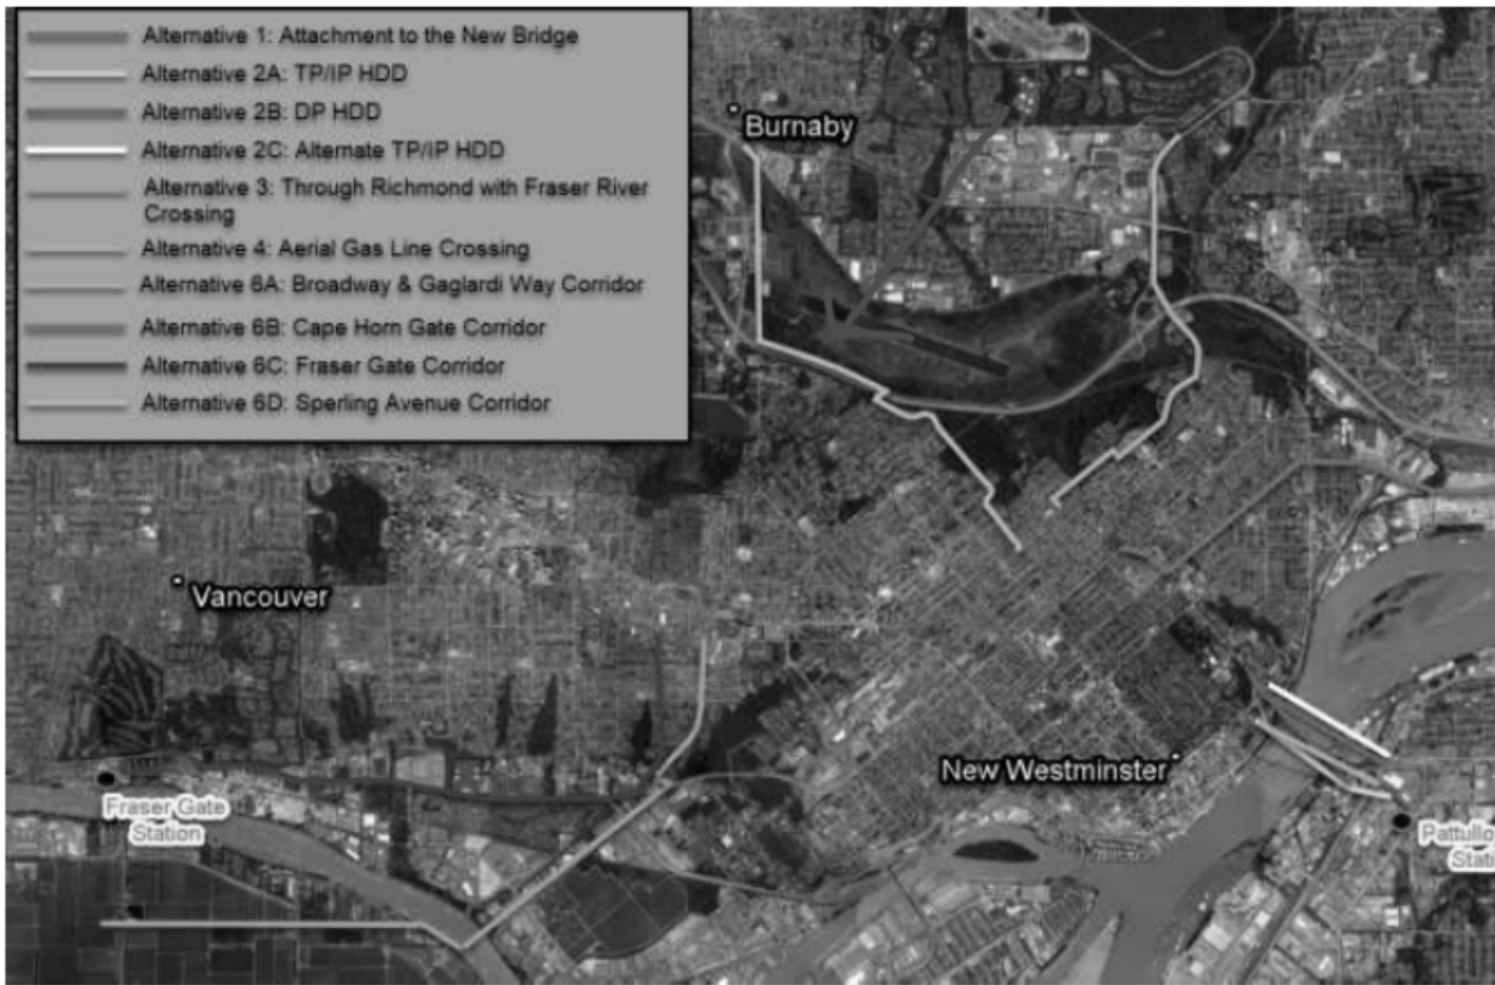 Alternative 1: Attachment to the New Bridge
Alternative 2A: TP/IP HDD
Alternative 2B: DP HDD
Alternative 2C: Alternate TP/IP HDD
Alternative 3: Through Richmond with Fraser River
Crossing
Alternative 4: Aerial Gas Line Crossing
Alternative 6A: Broadway & Gaglardi Way Corridor
Alternative 6B: Cape Horn Gate Corridor
Alternative 6C: Fraser Gate Corridor
Alternative 6D: Sperling Avenue Corridor
Burnaby
Vancouver
New Westminster
Fraser Gate
Station
Pattullo
Stati